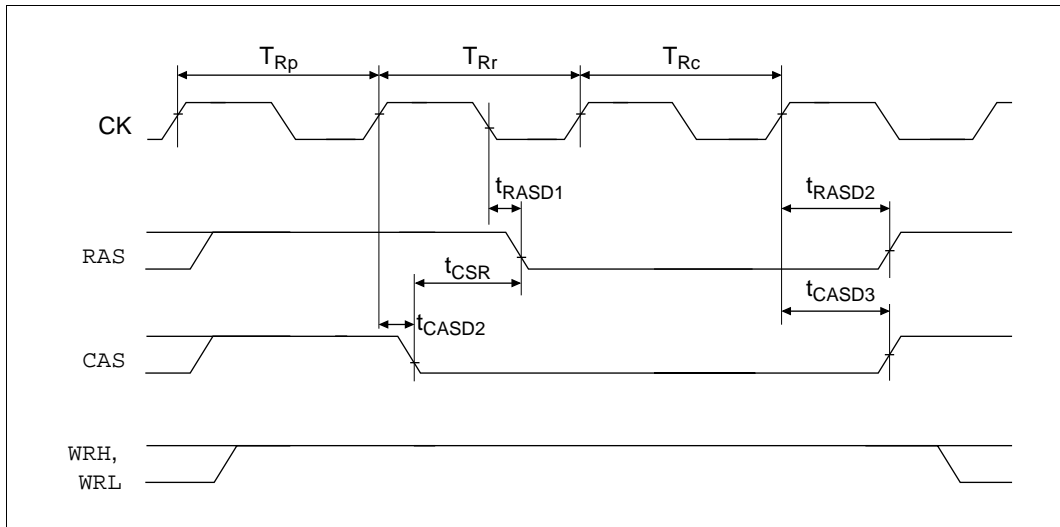 TRp TRr TRc
CK
tRASD1 tRASD2
RAS
tCSR
tCASD3
tCASD2
CAS
WRH,
WRL